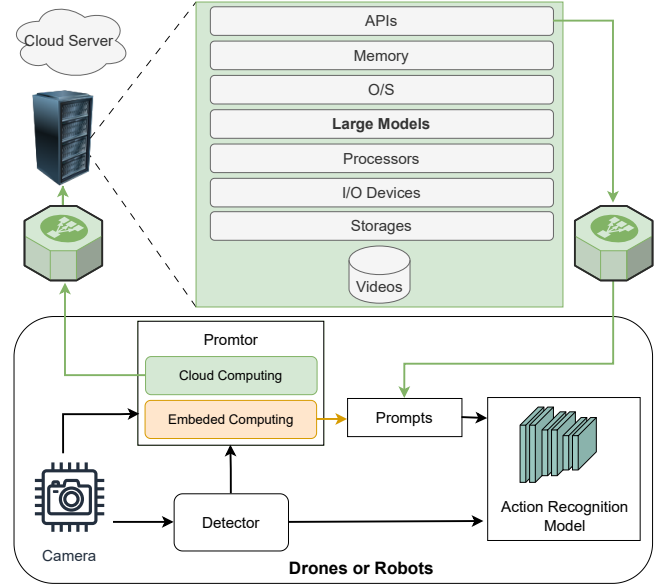 Cloud Server
APIs
Memory
O/S
Large Models
Processors
I/O Devices
Storages
Videos
Promtor
Cloud Computing
Embeded Computing
Prompts
Camera
Detector
Action Recognition
Model
Drones or Robots